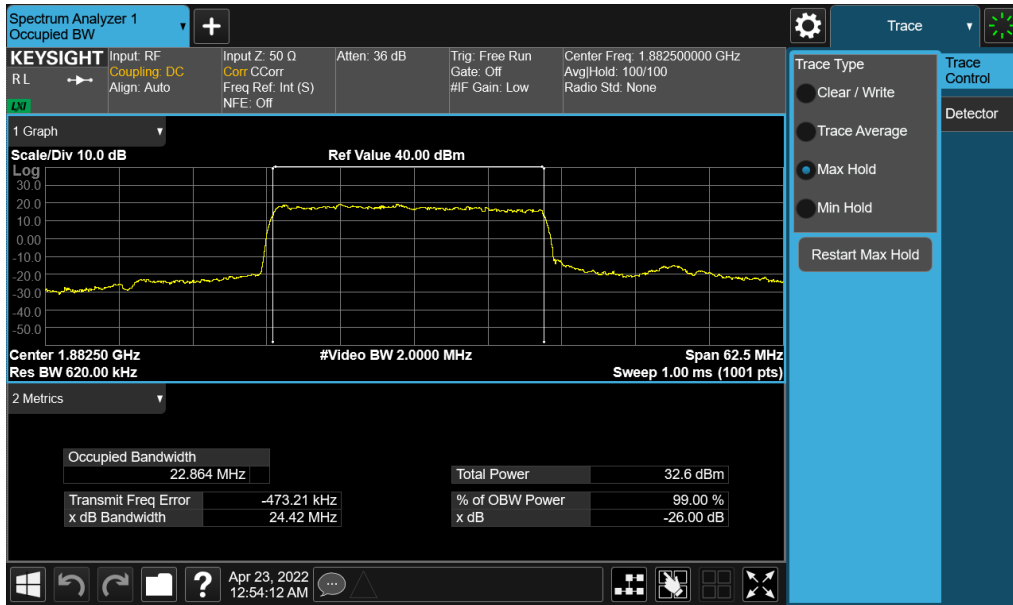 Spectrum Analyzer 1
Occupied BW
+
Trace
KEYSIGHT
R L
LXI
Input: RF
Coupling: DC
Align: Auto
Input Z: 50 Ω
Corr CCorr
Freq Ref: Int (S)
NFE: Off
Atten: 36 dB
Trig: Free Run
Gate: Off
#IF Gain: Low
Center Freq: 1.882500000 GHz
Avg|Hold: 100/100
Radio Std: None
Trace Type
Clear / Write
Trace Average
Max Hold
Min Hold
Restart Max Hold
Trace
Control
Detector
1 Graph
Scale/Div 10.0 dB
Ref Value 40.00 dBm
Log
30.0
20.0
10.0
0.00
-10.0
-20.0
-30.0
-40.0
-50.0
Center 1.88250 GHz
#Video BW 2.0000 MHz
Span 62.5 MHz
Res BW 620.00 kHz
Sweep 1.00 ms (1001 pts)
2 Metrics
Occupied Bandwidth
22.864 MHz
Total Power 32.6 dBm
Transmit Freq Error -473.21 kHz
% of OBW Power 99.00 %
x dB Bandwidth 24.42 MHz
x dB -26.00 dB
?
Apr 23, 2022
12:54:12 AM